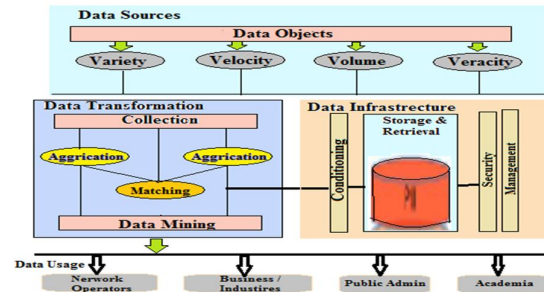 Data Sources
Data Objects
Variety
Velocity
Volume
Veracity
Data Transformation
Collection
Aggrication
Aggrication
Matching
Data Mining
Data Infrastrecture
Storage &
Retrieval
Conditioning
Security
Management
Data Usage
Nerwork
Operators
Business /
Industires
Public Admin
Academia